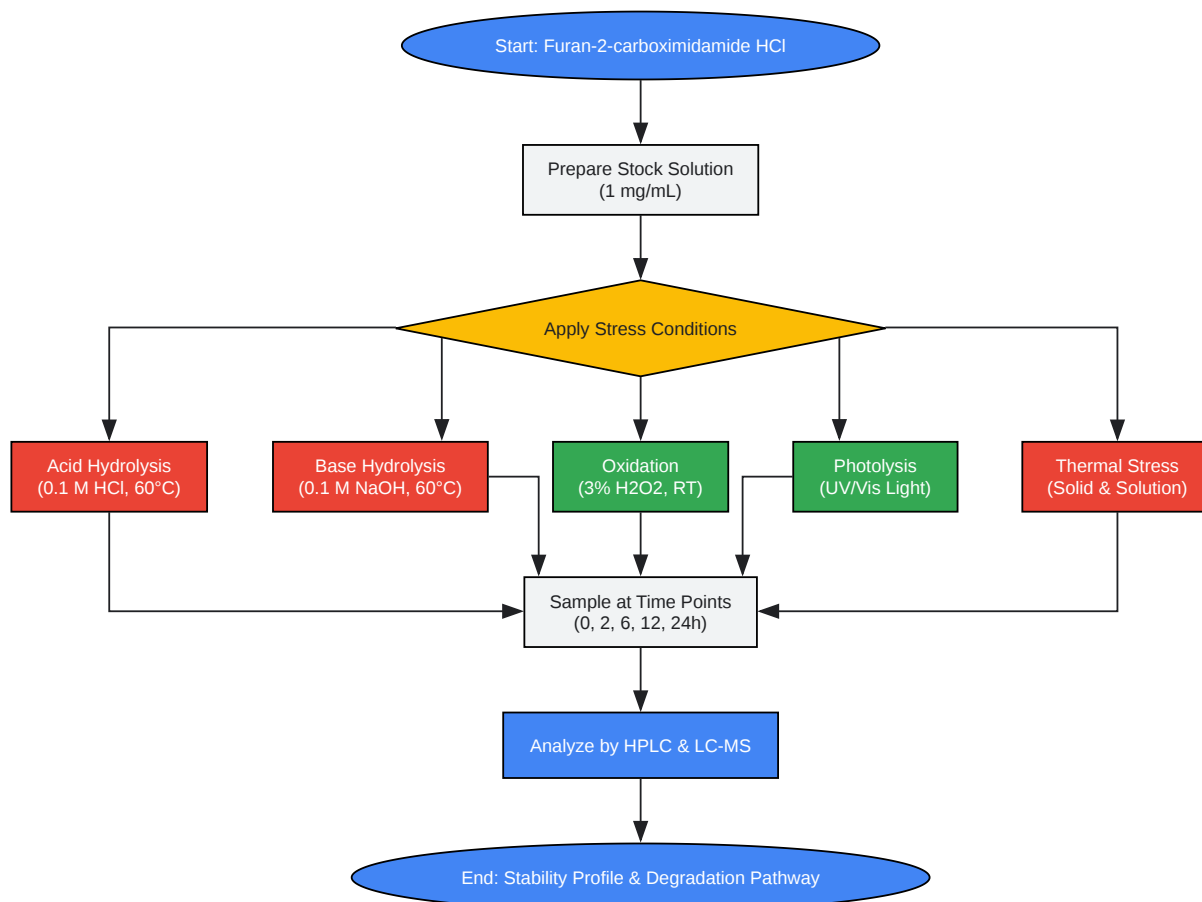 Start: Furan-2-carboximidamide HCl
Prepare Stock Solution
(1 mg/mL)
Apply Stress Conditions
Acid Hydrolysis
(0.1 M HCl, 60°C)
Base Hydrolysis
(0.1 M NaOH, 60°C)
Oxidation
(3% H2O2, RT)
Photolysis
(UV/Vis Light)
Thermal Stress
(Solid & Solution)
Sample at Time Points
(0, 2, 6, 12, 24h)
Analyze by HPLC & LC-MS
End: Stability Profile & Degradation Pathway